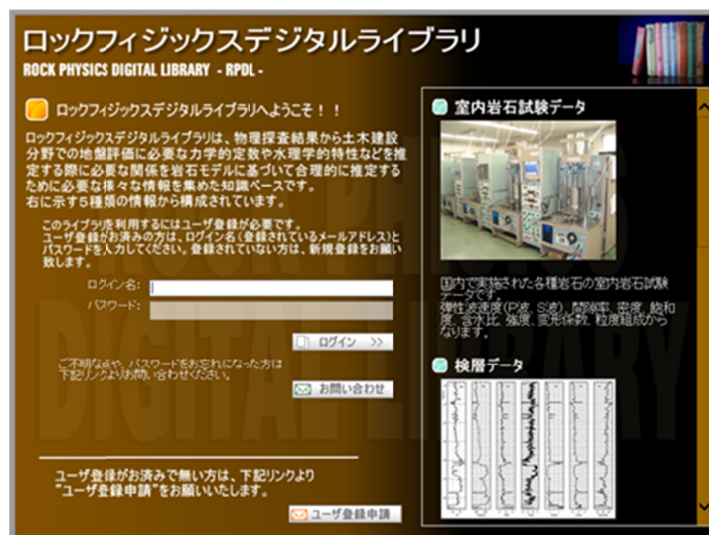 ロックフィジックスデジタルライブラリ
ROCK PHYSICS DIGITAL LIBRARY - RPDL -
ロックフィジックスデジタルライブラリへようこそ！！
ロックフィジックスデジタルライブラリは、物理探査結果から土木建設
分野での地盤評価に必要な力学的定数や水理学的特性などを推
定する際に必要な関係を岩石モデルに基づいて合理的に推定する
ために必要な様々な情報を集めた知識ベースです。
右に示す5種類の情報から構成されています。
このライブラリを利用するにはユーザ登録が必要です。
ユーザ登録がお済みの方は、ログイン名(登録されているメールアドレス)と
パスワードを入力してください。登録されていない方は、新規登録をお願い
致します。
ログイン名:
パスワード:
ログイン >>
ご不明な点や、パスワードをお忘れになった方は
下記リンクよりお問い合わせください。
お問い合わせ
ユーザ登録がお済みで無い方は、下記リンクより
"ユーザ登録申請"をお願いいたします。
ユーザ登録申請
室内岩石試験データ
国内で実施された各種岩石の室内岩石試験
データです。
弾性波速度(P波、S波)、間隙率、密度、飽和
度、含水比、強度、変形係数、粒度組成から
なります。
検層データ
ROCK PHYSICS
DIGITAL LIBRARY